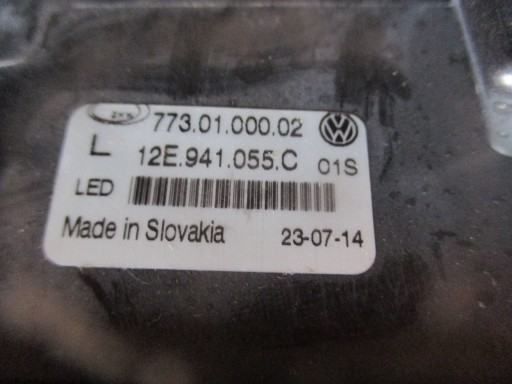 773.01.000.02
L 12E.941.055.C 01S
LED
Made in Slovakia 23-07-14